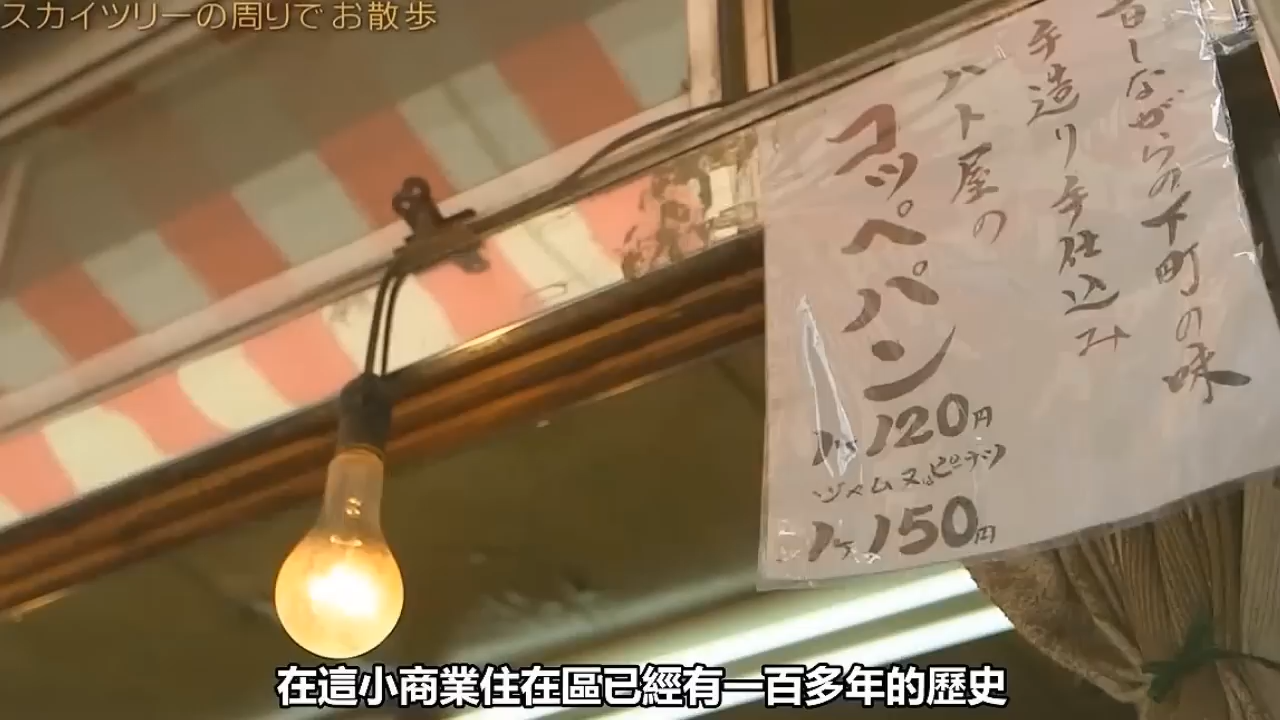 スカイツリーの周りでお散歩
昔しながらの下町の味
手造り手仕込み
ハト屋の
コッペパン
1ヶ120円
ジャム又ピーナツ
1ヶ150円
在這小商業住在區已經有一百多年的歷史